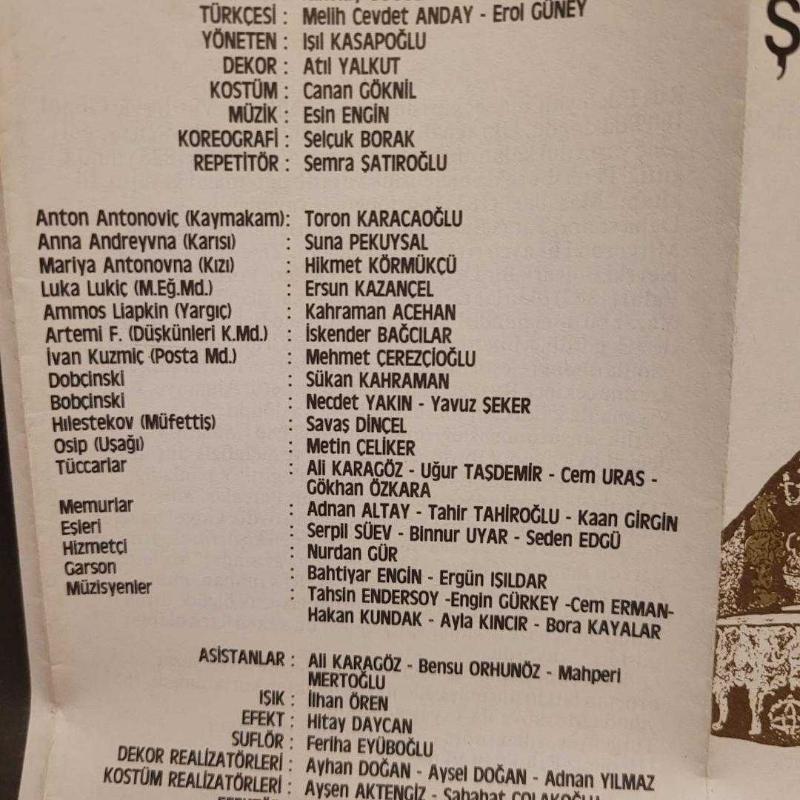 TÜRKÇESİ : Melih Cevdet ANDAY - Erol GÜNEY
YÖNETEN : Işıl KASAPOĞLU
DEKOR : Atıl YALKUT
KOSTÜM : Canan GÖKNİL
MÜZİK : Esin ENGİN
KOREOGRAFİ : Selçuk BORAK
REPETİTÖR : Semra ŞATIROĞLU
Anton Antonoviç (Kaymakam): Toron KARACAOĞLU
Anna Andreyvna (Karısı) : Suna PEKUYSAL
Mariya Antonovna (Kızı) : Hikmet KÖRMÜKÇÜ
Luka Lukiç (M.Eğ.Md.) : Ersun KAZANÇEL
Ammos Liapkin (Yargıç) : Kahraman ACEHAN
Artemi F. (Düşkünleri K.Md.) : İskender BAĞCILAR
İvan Kuzmiç (Posta Md.) : Mehmet ÇEREZCİOĞLU
Dobçinski : Sükan KAHRAMAN
Bobçinski : Necdet YAKIN - Yavuz ŞEKER
Hılestekov (Müfettiş) : Savaş DİNÇEL
Osip (Uşağı) : Metin ÇELİKER
Tüccarlar : Ali KARAGÖZ - Uğur TAŞDEMİR - Cem URAS -
Gökhan ÖZKARA
Memurlar : Adnan ALTAY - Tahir TAHİROĞLU - Kaan GİRGİN
Eşleri : Serpil SÜEV - Binnur UYAR - Seden EDGÜ
Hizmetçi : Nurdan GÜR
Garson : Bahtiyar ENGİN - Ergün IŞILDAR
Müzisyenler : Tahsin ENDERSOY -Engin GÜRKEY -Cem ERMAN-
Hakan KUNDAK - Ayla KINCIR - Bora KAYALAR
ASİSTANLAR : Ali KARAGÖZ - Bensu ORHUNÖZ - Mahperi
MERTOĞLU
IŞIK : İlhan ÖREN
EFEKT : Hitay DAYCAN
SUFLÖR : Feriha EYÜBOĞLU
DEKOR REALİZATÖRLERİ : Ayhan DOĞAN - Aysel DOĞAN - Adnan YILMAZ
KOSTÜM REALİZATÖRLERİ : Ayşen AKTENGİZ - Sabahat ÇOLAKOĞLU
Ş